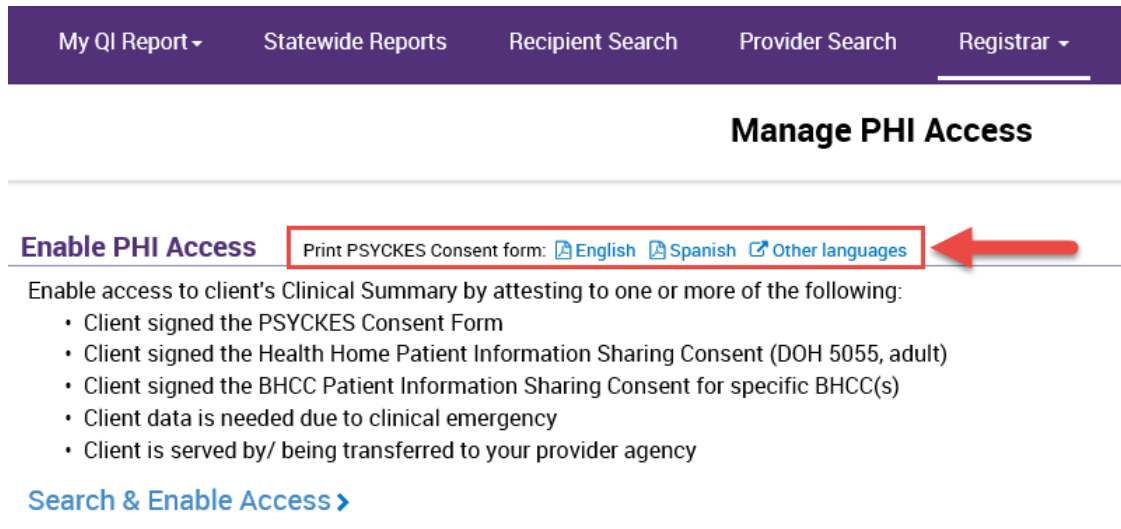 My QI Report Statewide Reports Recipient Search Provider Search Registrar
Manage PHI Access
Enable PHI Access Print PSYCKES Consent form: English Spanish Other languages
Enable access to client's Clinical Summary by attesting to one or more of the following:
• Client signed the PSYCKES Consent Form
• Client signed the Health Home Patient Information Sharing Consent (DOH 5055, adult)
• Client signed the BHCC Patient Information Sharing Consent for specific BHCC(s)
• Client data is needed due to clinical emergency
• Client is served by/ being transferred to your provider agency
Search & Enable Access